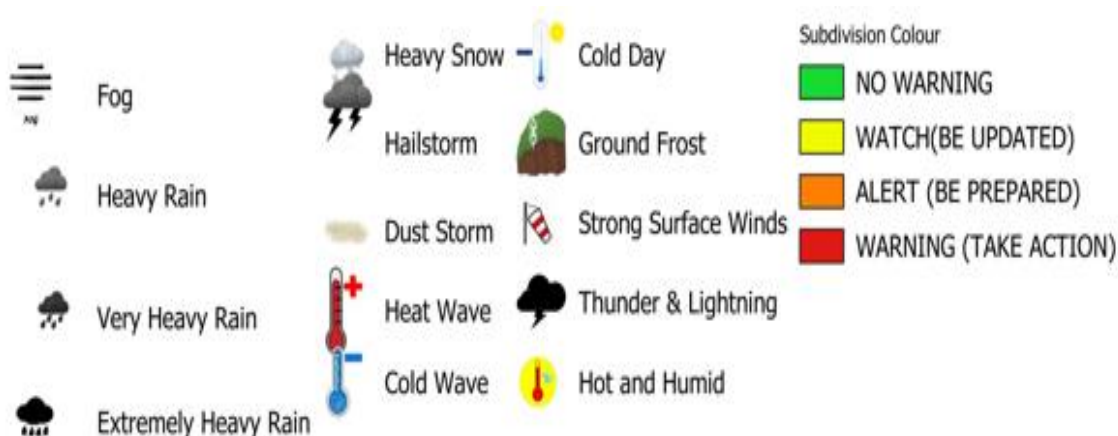 Fog
Heavy Rain
Very Heavy Rain
Extremely Heavy Rain
Heavy Snow
Hailstorm
Dust Storm
Heat Wave
Cold Wave
Cold Day
Ground Frost
Strong Surface Winds
Thunder & Lightning
Hot and Humid
Subdivision Colour
NO WARNING
WATCH(BE UPDATED)
ALERT (BE PREPARED)
WARNING (TAKE ACTION)